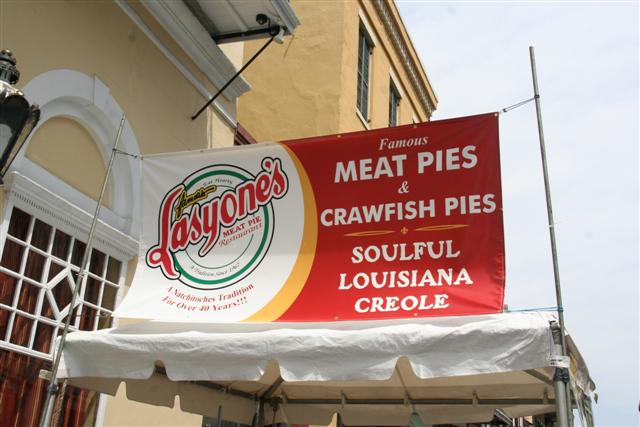 Eat Hearty
Famous
Lasyone's
MEAT PIE
Restaurant
A Tradition Since 1967
A Natchitoches Tradition
For Over 40 Years!!!
Famous
MEAT PIES
&
CRAWFISH PIES
SOULFUL
LOUISIANA
CREOLE